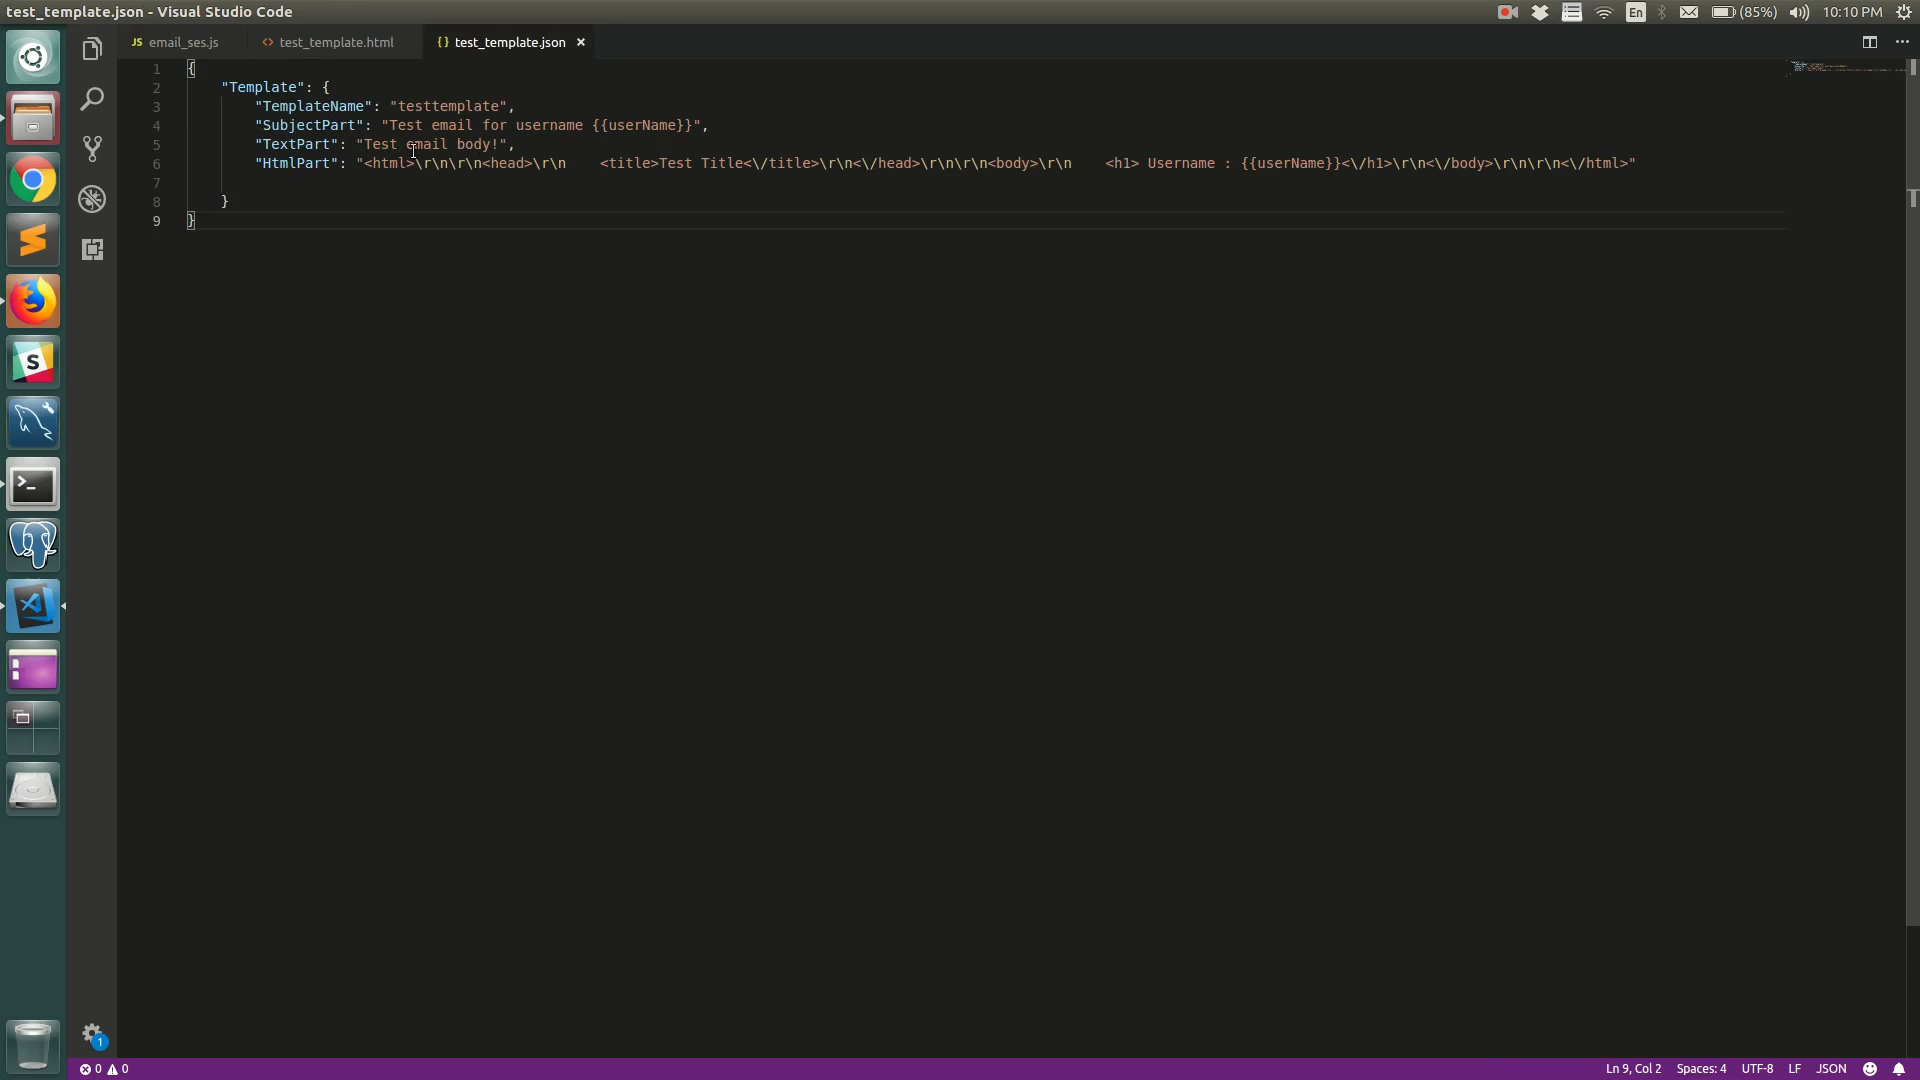 test_template.json - Visual Studio Code
En
(85%)
10:10 PM
JS email_ses.js
<> test_template.html
{} test_template.json ×
1 {
2 "Template": {
3 "TemplateName": "testtemplate",
4 "SubjectPart": "Test email for username {{userName}}",
5 "TextPart": "Test email body!",
6 "HtmlPart": "<html>\r\n\r\n<head>\r\n    <title>Test Title<\/title>\r\n<\/head>\r\n\r\n<body>\r\n    <h1> Username : {{userName}}<\/h1>\r\n<\/body>\r\n\r\n<\/html>"
7
8 }
9 }
S
>_
1
0 0
Ln 9, Col 2
Spaces: 4
UTF-8
LF
JSON